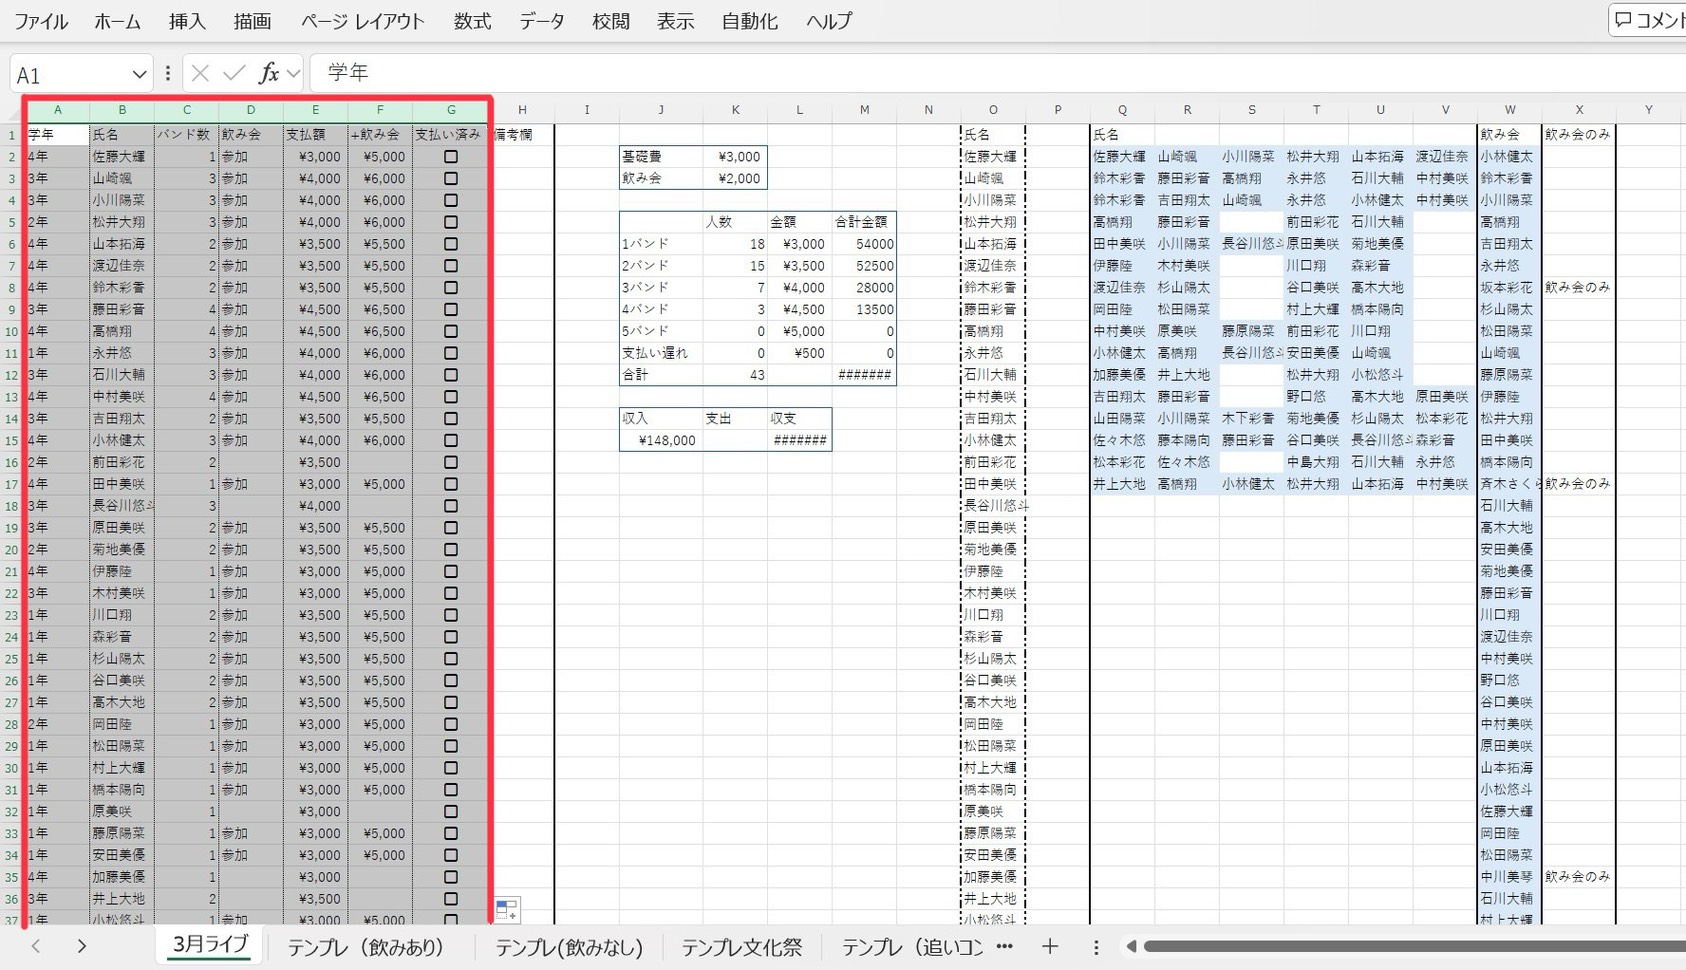 ファイル ホーム 挿入 描画 ページ レイアウト 数式 データ 校閲 表示 自動化 ヘルプ コメント
A1 fx 学年
A B C D E F G H I J K L M N O P Q R S T U V W X Y
1 学年 氏名 バンド数 飲み会 支払額 +飲み会 支払い済み 備考欄 氏名 氏名 飲み会 飲み会のみ
2 4年 佐藤大輝 1 参加 ¥3,000 ¥5,000 基礎費 ¥3,000 佐藤大輝 佐藤大輝 山崎颯 小川陽菜 松井大翔 山本拓海 渡辺佳奈 小林健太
3 3年 山崎颯 3 参加 ¥4,000 ¥6,000 飲み会 ¥2,000 山崎颯 鈴木彩香 藤田彩音 高橋翔 永井悠 石川大輔 中村美咲 鈴木彩香
4 3年 小川陽菜 3 参加 ¥4,000 ¥6,000 小川陽菜 鈴木彩香 吉田翔太 山崎颯 永井悠 小林健太 中村美咲 小川陽菜
5 2年 松井大翔 3 参加 ¥4,000 ¥6,000 人数 金額 合計金額 松井大翔 高橋翔 藤田彩音 前田彩花 石川大輔 高橋翔
6 4年 山本拓海 2 参加 ¥3,500 ¥5,500 1バンド 18 ¥3,000 54000 山本拓海 田中美咲 小川陽菜 長谷川悠斗 原田美咲 菊地美優 吉田翔太
7 4年 渡辺佳奈 2 参加 ¥3,500 ¥5,500 2バンド 15 ¥3,500 52500 渡辺佳奈 伊藤陸 木村美咲 川口翔 森彩音 永井悠
8 4年 鈴木彩香 2 参加 ¥3,500 ¥5,500 3バンド 7 ¥4,000 28000 鈴木彩香 渡辺佳奈 杉山陽太 谷口美咲 高木大地 坂本彩花 飲み会のみ
9 3年 藤田彩音 4 参加 ¥4,500 ¥6,500 4バンド 3 ¥4,500 13500 藤田彩音 岡田陸 松田陽菜 村上大輝 橋本陽向 杉山陽太
10 4年 高橋翔 4 参加 ¥4,500 ¥6,500 5バンド 0 ¥5,000 0 高橋翔 中村美咲 原美咲 藤原陽菜 前田彩花 川口翔 松田陽菜
11 1年 永井悠 3 参加 ¥4,000 ¥6,000 支払い遅れ 0 ¥500 0 永井悠 小林健太 高橋翔 長谷川悠斗 安田美優 山崎颯 山崎颯
12 3年 石川大輔 3 参加 ¥4,000 ¥6,000 合計 43 ####### 石川大輔 加藤美優 井上大地 松井大翔 小松悠斗 藤原陽菜
13 4年 中村美咲 4 参加 ¥4,500 ¥6,500 中村美咲 吉田翔太 藤田彩音 野口悠 高木大地 原田美咲 伊藤陸
14 3年 吉田翔太 2 参加 ¥3,500 ¥5,500 収入 支出 収支 吉田翔太 山田陽菜 小川陽菜 木下彩香 菊地美優 杉山陽太 松本彩花 松井大翔
15 4年 小林健太 3 参加 ¥4,000 ¥6,000 ¥148,000 ####### 小林健太 佐々木悠 藤本陽向 藤田彩音 谷口美咲 長谷川悠斗 森彩音 田中美咲
16 2年 前田彩花 2 ¥3,500 前田彩花 松本彩花 佐々木悠 中島大翔 石川大輔 永井悠 橋本陽向
17 4年 田中美咲 1 参加 ¥3,000 ¥5,000 田中美咲 井上大地 高橋翔 小林健太 松井大翔 山本拓海 中村美咲 斉木さくら 飲み会のみ
18 3年 長谷川悠斗 3 ¥4,000 長谷川悠斗 石川大輔
19 3年 原田美咲 2 参加 ¥3,500 ¥5,500 原田美咲 高木大地
20 2年 菊地美優 2 参加 ¥3,500 ¥5,500 菊地美優 安田美優
21 4年 伊藤陸 1 参加 ¥3,000 ¥5,000 伊藤陸 菊地美優
22 3年 木村美咲 1 参加 ¥3,000 ¥5,000 木村美咲 藤田彩音
23 1年 川口翔 2 参加 ¥3,500 ¥5,500 川口翔 川口翔
24 1年 森彩音 2 参加 ¥3,500 ¥5,500 森彩音 渡辺佳奈
25 1年 杉山陽太 2 参加 ¥3,500 ¥5,500 杉山陽太 中村美咲
26 1年 谷口美咲 2 参加 ¥3,500 ¥5,500 谷口美咲 野口悠
27 1年 高木大地 2 参加 ¥3,500 ¥5,500 高木大地 谷口美咲
28 2年 岡田陸 1 参加 ¥3,000 ¥5,000 岡田陸 中村美咲
29 1年 松田陽菜 1 参加 ¥3,000 ¥5,000 松田陽菜 原田美咲
30 1年 村上大輝 1 参加 ¥3,000 ¥5,000 村上大輝 山本拓海
31 1年 橋本陽向 1 参加 ¥3,000 ¥5,000 橋本陽向 小松悠斗
32 1年 原美咲 1 ¥3,000 原美咲 佐藤大輝
33 1年 藤原陽菜 1 参加 ¥3,000 ¥5,000 藤原陽菜 岡田陸
34 1年 安田美優 1 参加 ¥3,000 ¥5,000 安田美優 松田陽菜
35 4年 加藤美優 1 ¥3,000 加藤美優 中川美琴 飲み会のみ
36 3年 井上大地 2 ¥3,500 井上大地 石川大輔
37 1年 小松悠斗 1 参加 ¥3,000 ¥5,000 小松悠斗 村上大輝
3月ライブ テンプレ（飲みあり） テンプレ(飲みなし) テンプレ文化祭 テンプレ（追いコン